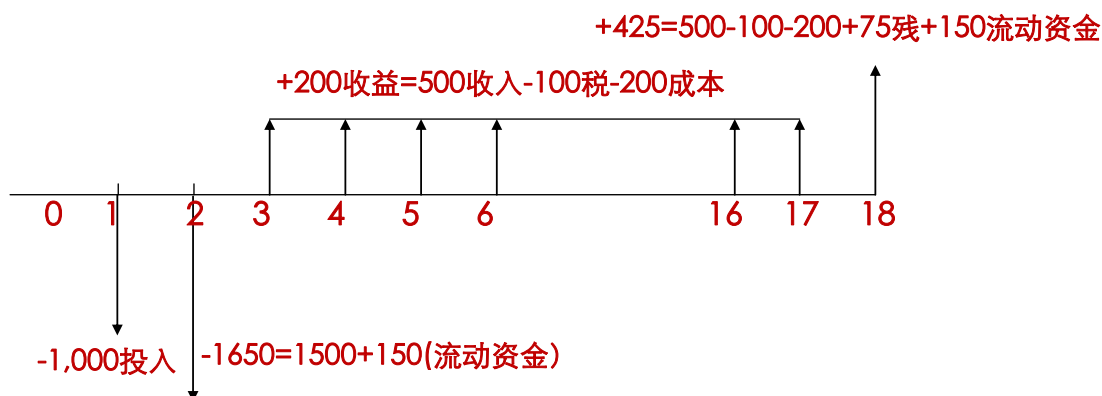 +425=500-100-200+75残+150流动资金
+200收益=500收入-100税-200成本
0 1 2 3 4 5 6 16 17 18
-1,000投入
-1650=1500+150(流动资金）